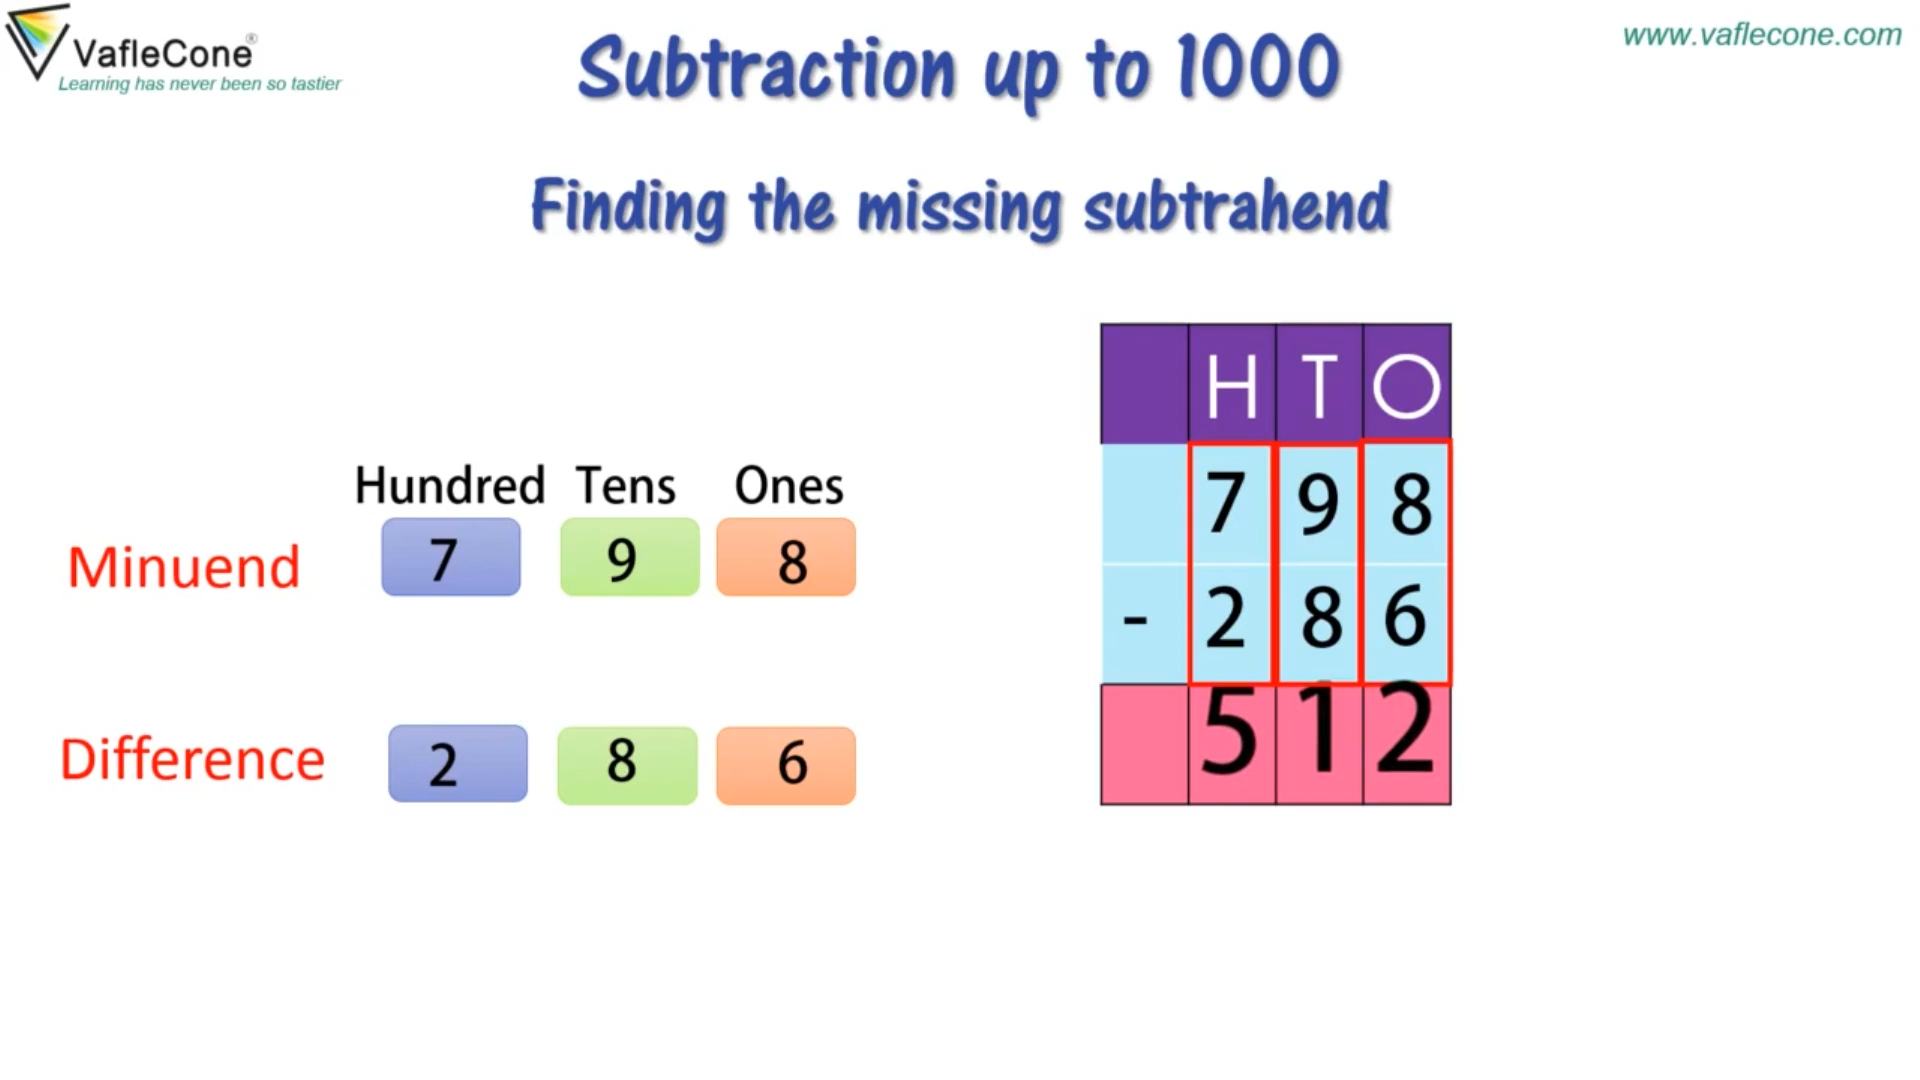 VafleCone®
Learning has never been so tastier
www.vaflecone.com
Subtraction up to 1000
Finding the missing subtrahend
Hundred Tens Ones
Minuend 7 9 8
Difference 2 8 6
H T O
7 9 8
- 2 8 6
5 1 2